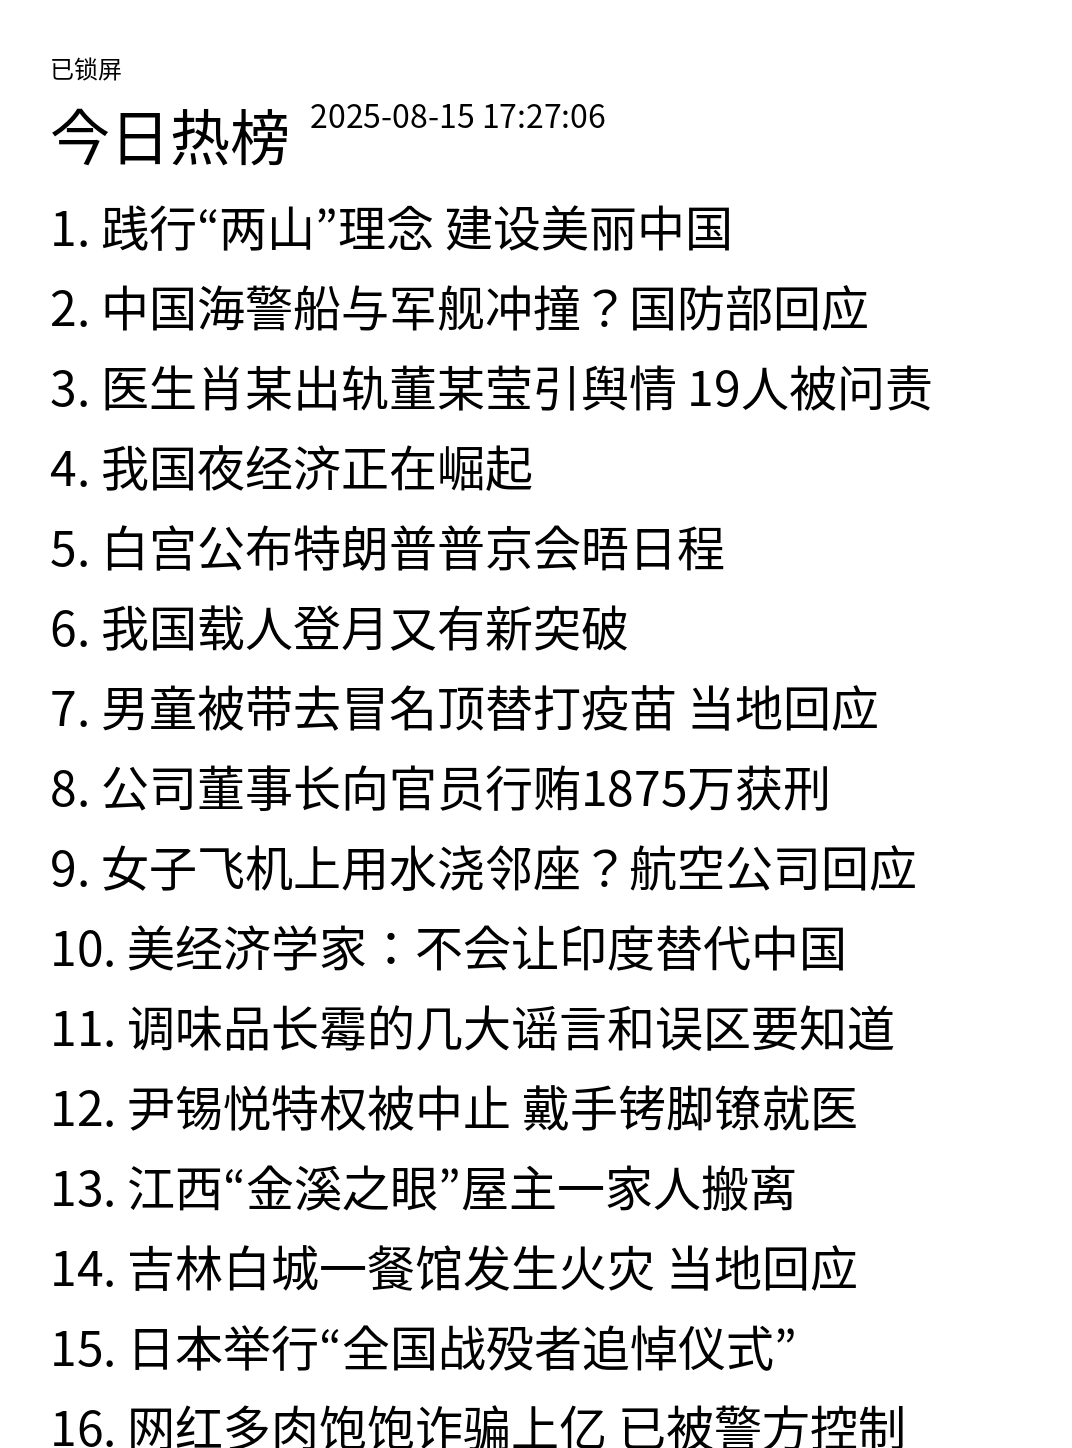 已锁屏
今日热榜 2025-08-15 17:27:06
1. 践行“两山”理念 建设美丽中国
2. 中国海警船与军舰冲撞？国防部回应
3. 医生肖某出轨董某莹引舆情 19人被问责
4. 我国夜经济正在崛起
5. 白宫公布特朗普普京会晤日程
6. 我国载人登月又有新突破
7. 男童被带去冒名顶替打疫苗 当地回应
8. 公司董事长向官员行贿1875万获刑
9. 女子飞机上用水浇邻座？航空公司回应
10. 美经济学家：不会让印度替代中国
11. 调味品长霉的几大谣言和误区要知道
12. 尹锡悦特权被中止 戴手铐脚镣就医
13. 江西“金溪之眼”屋主一家人搬离
14. 吉林白城一餐馆发生火灾 当地回应
15. 日本举行“全国战殁者追悼仪式”
16. 网红多肉饱饱诈骗上亿 已被警方控制